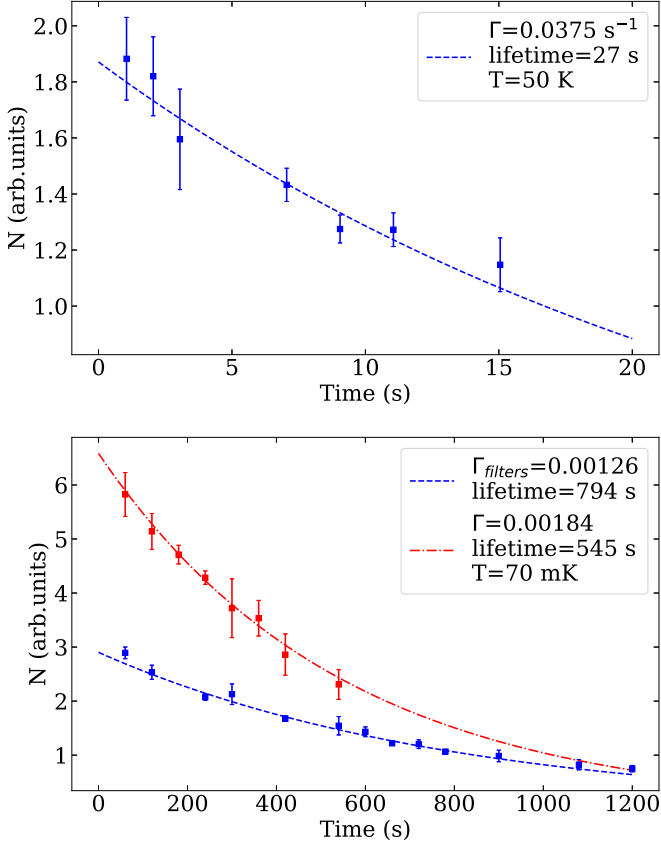 2.0
1.8
1.6
1.4
1.2
1.0
N (arb.units)
Γ=0.0375 s⁻¹
lifetime=27 s
T=50 K
0 5 10 15 20
Time (s)
6
5
4
3
2
1
N (arb.units)
Γfilters=0.00126
lifetime=794 s
Γ=0.00184
lifetime=545 s
T=70 mK
0 200 400 600 800 1000 1200
Time (s)